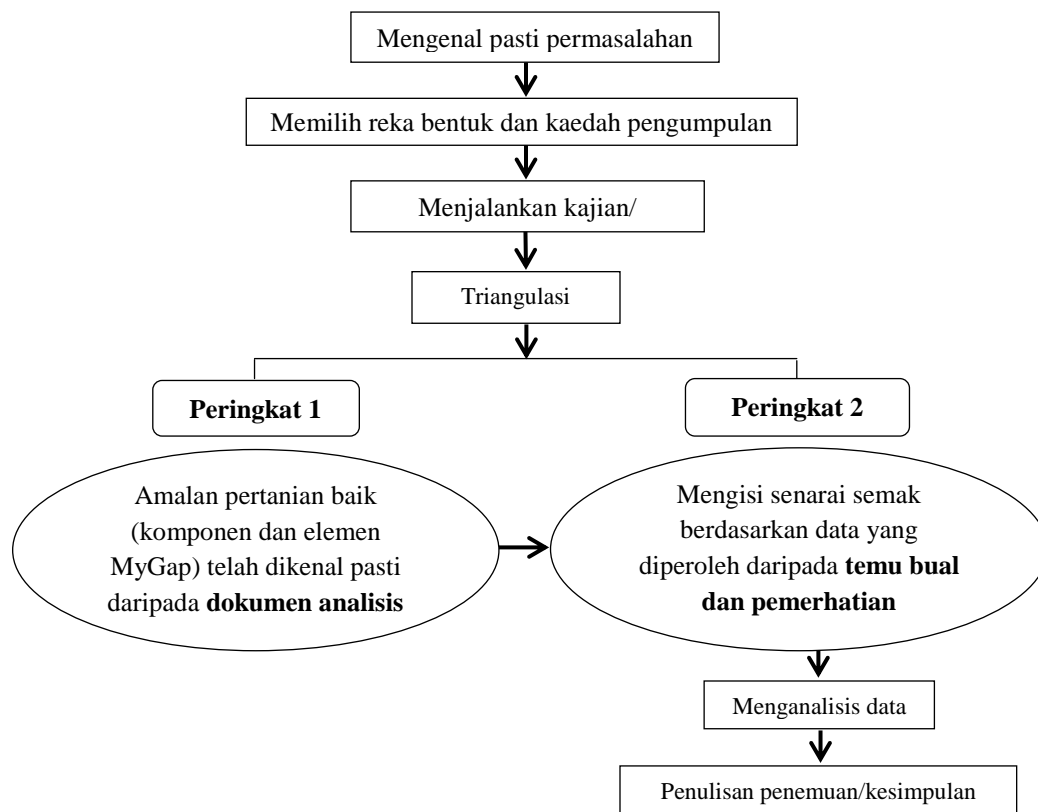 Mengenal pasti permasalahan
Memilih reka bentuk dan kaedah pengumpulan
Menjalankan kajian/
Triangulasi
Peringkat 1
Amalan pertanian baik
(komponen dan elemen
MyGap) telah dikenal pasti
daripada dokumen analisis
Peringkat 2
Mengisi senarai semak
berdasarkan data yang
diperoleh daripada temu bual
dan pemerhatian
Menganalisis data
Penulisan penemuan/kesimpulan